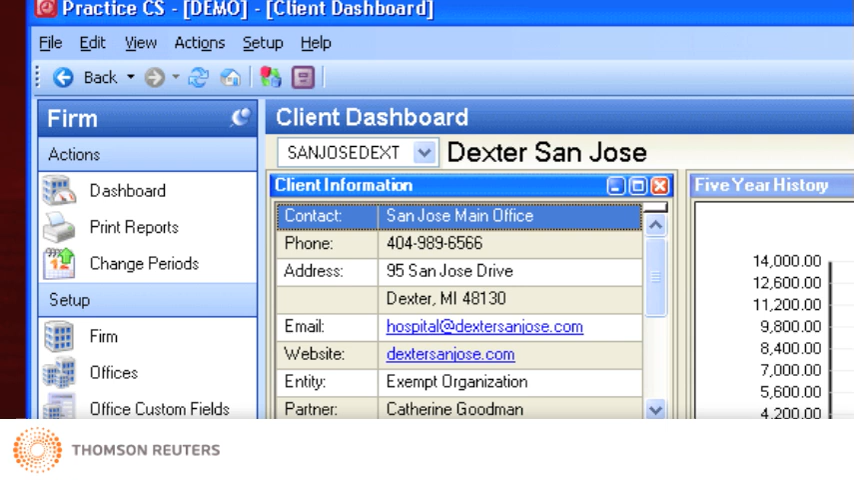 Practice CS - [DEMO] - [Client Dashboard]
File Edit View Actions Setup Help
Back
Firm
Client Dashboard
Actions
SANJOSEDEXT Dexter San Jose
Client Information
Five Year History
Dashboard
Print Reports
Change Periods
Setup
Firm
Offices
Office Custom Fields
Contact: San Jose Main Office
Phone: 404-989-6566
Address: 95 San Jose Drive
Dexter, MI 48130
Email: hospital@dextersanjose.com
Website: dextersanjose.com
Entity: Exempt Organization
Partner: Catherine Goodman
14,000.00
12,600.00
11,200.00
9,800.00
8,400.00
7,000.00
5,600.00
4,200.00
THOMSON REUTERS